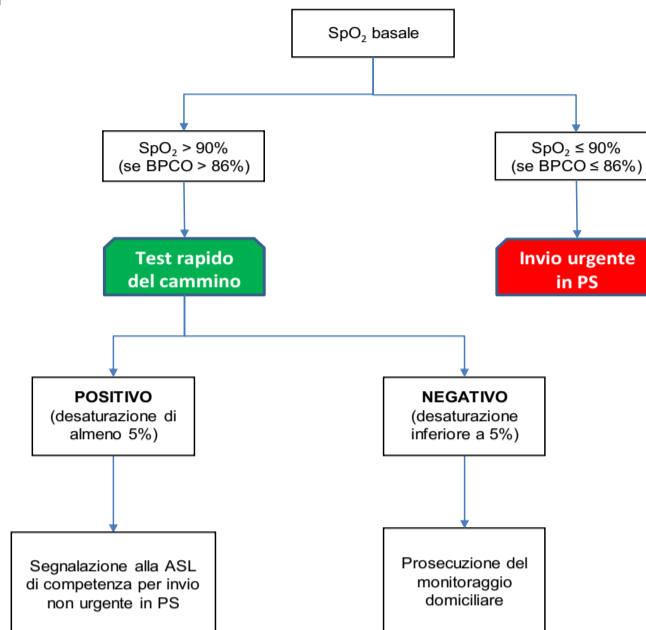 SpO₂ basale
SpO₂ > 90%
(se BPCO > 86%)
SpO₂ ≤ 90%
(se BPCO ≤ 86%)
Test rapido
del cammino
Invio urgente
in PS
POSITIVO
(desaturazione di
almeno 5%)
NEGATIVO
(desaturazione
inferiore a 5%)
Segnalazione alla ASL
di competenza per invio
non urgente in PS
Prosecuzione del
monitoraggio
domiciliare